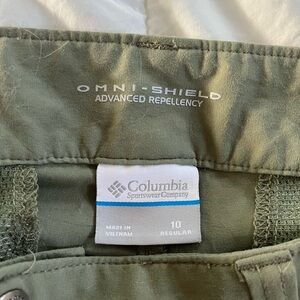 OMNI-SHIELD
ADVANCED REPELLENCY
Columbia
Sportswear Company
MADE IN
VIETNAM
10
REGULAR